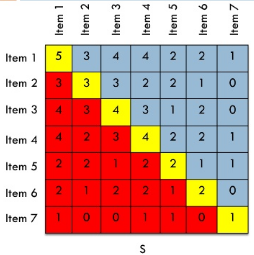 Item 1 Item 2 Item 3 Item 4 Item 5 Item 6 Item 7
Item 1 5 3 4 4 2 2 1
Item 2 3 3 3 2 2 1 0
Item 3 4 3 4 3 1 2 0
Item 4 4 2 3 4 2 2 1
Item 5 2 2 1 2 2 1 1
Item 6 2 1 2 2 1 2 0
Item 7 1 0 0 1 1 0 1
S